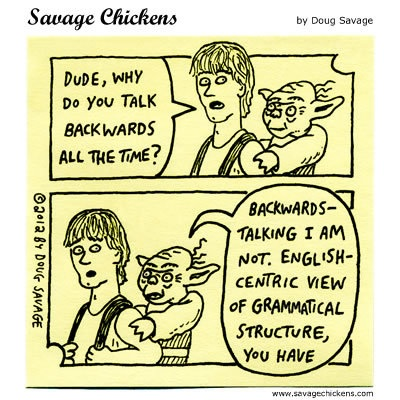 Savage Chickens
by Doug Savage
DUDE, WHY
DO YOU TALK
BACKWARDS
ALL THE TIME?
©2012 BY DOUG SAVAGE
BACKWARDS-
TALKING I AM
NOT. ENGLISH-
CENTRIC VIEW
OF GRAMMATICAL
STRUCTURE,
YOU HAVE
www.savagechickens.com